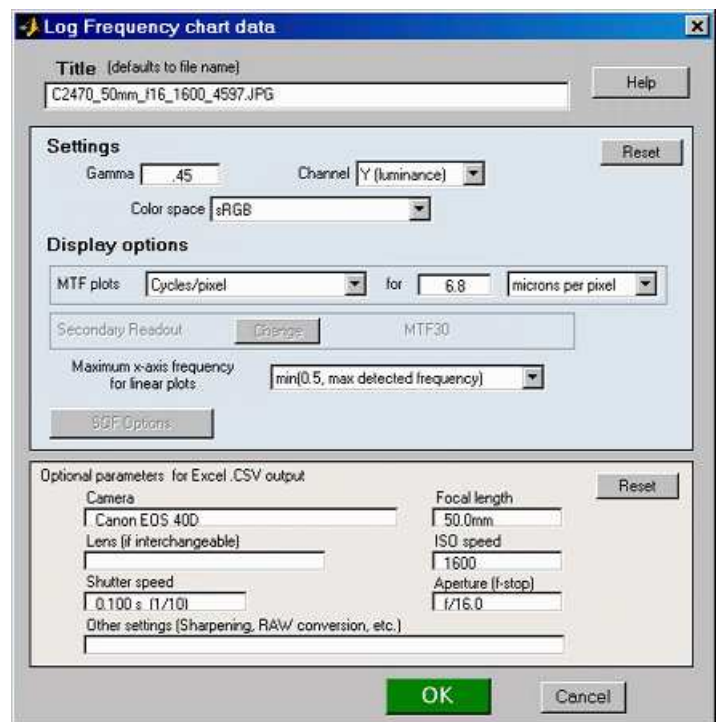 Log Frequency chart data
Title (defaults to file name)
Help
C2470_50mm_f16_1600_4597.JPG
Settings
Reset
Gamma .45 Channel Y (luminance)
Color space sRGB
Display options
MTF plots Cycles/pixel for 6.8 microns per pixel
Secondary Readout Change MTF30
Maximum x-axis frequency
for linear plots
min(0.5, max detected frequency)
SQF Options
Optional parameters for Excel .CSV output
Reset
Camera Focal length
Canon EOS 40D 50.0mm
Lens (if interchangeable) ISO speed
1600
Shutter speed Aperture (f-stop)
0.100 s (1/10) f/16.0
Other settings (Sharpening, RAW conversion, etc.)
OK Cancel